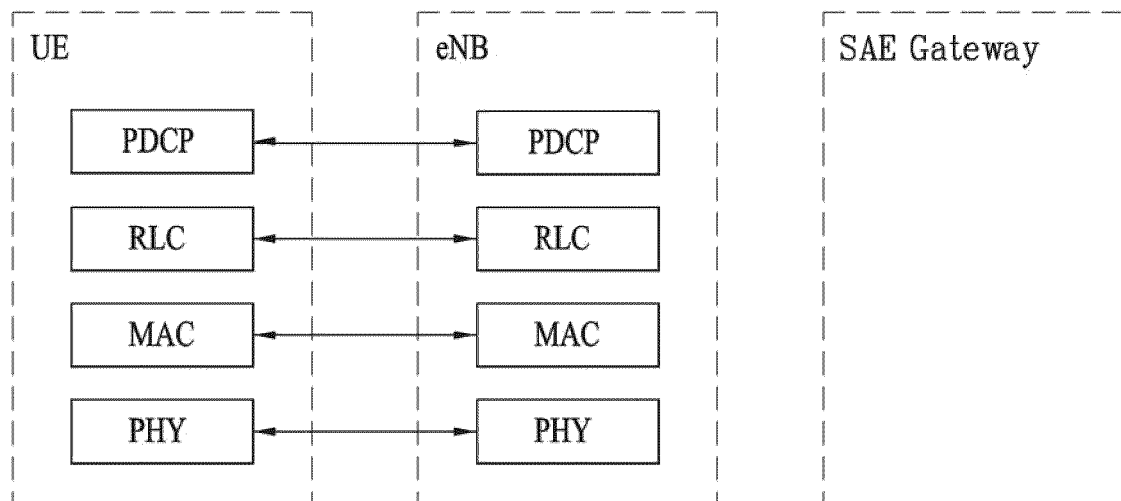 UE
eNB
SAE Gateway
PDCP
PDCP
RLC
RLC
MAC
MAC
PHY
PHY